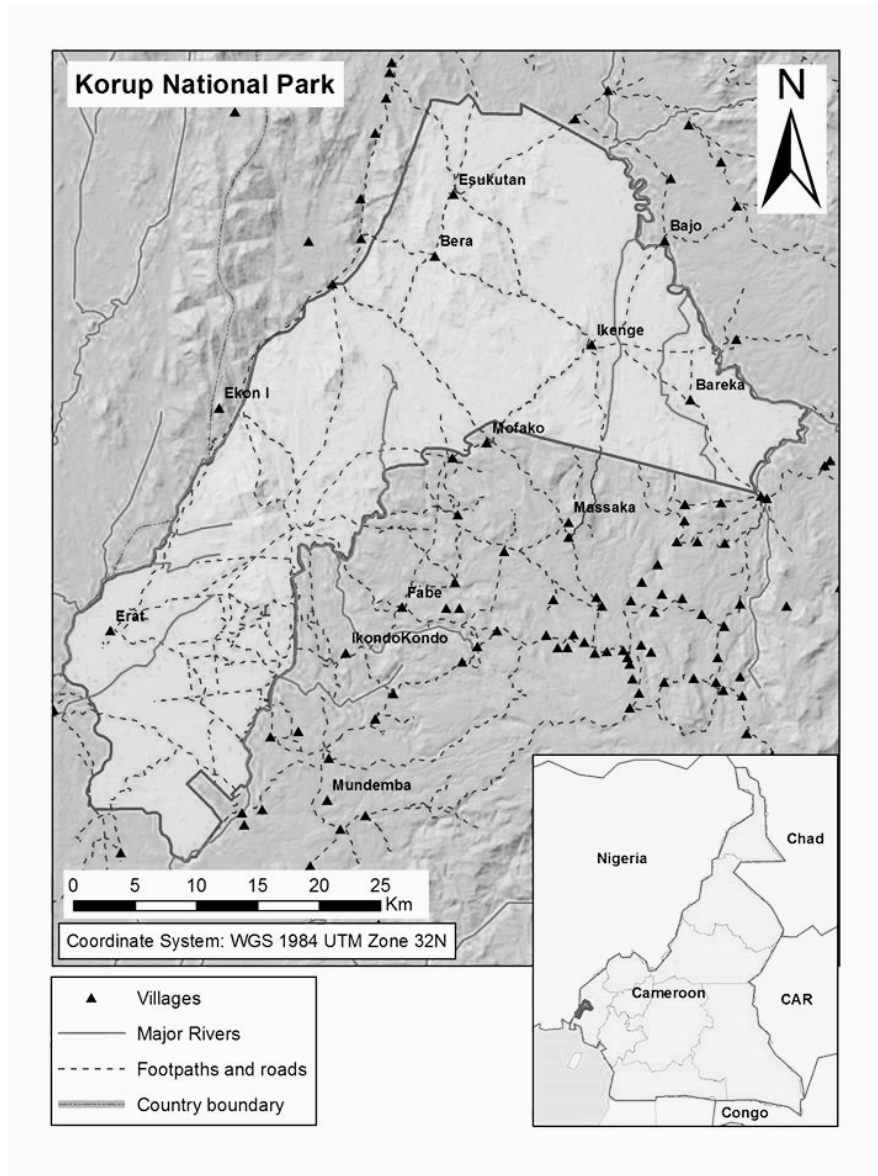 Korup National Park
N
Esukutan
Bajo
Bera
Ikenge
Ekon I
Bareka
Mofako
Massaka
Fabe
Erat
IkondoKondo
Mundemba
0 5 10 15 20 25
Km
Coordinate System: WGS 1984 UTM Zone 32N
Chad
Nigeria
Cameroon
CAR
Congo
Villages
Major Rivers
Footpaths and roads
Country boundary